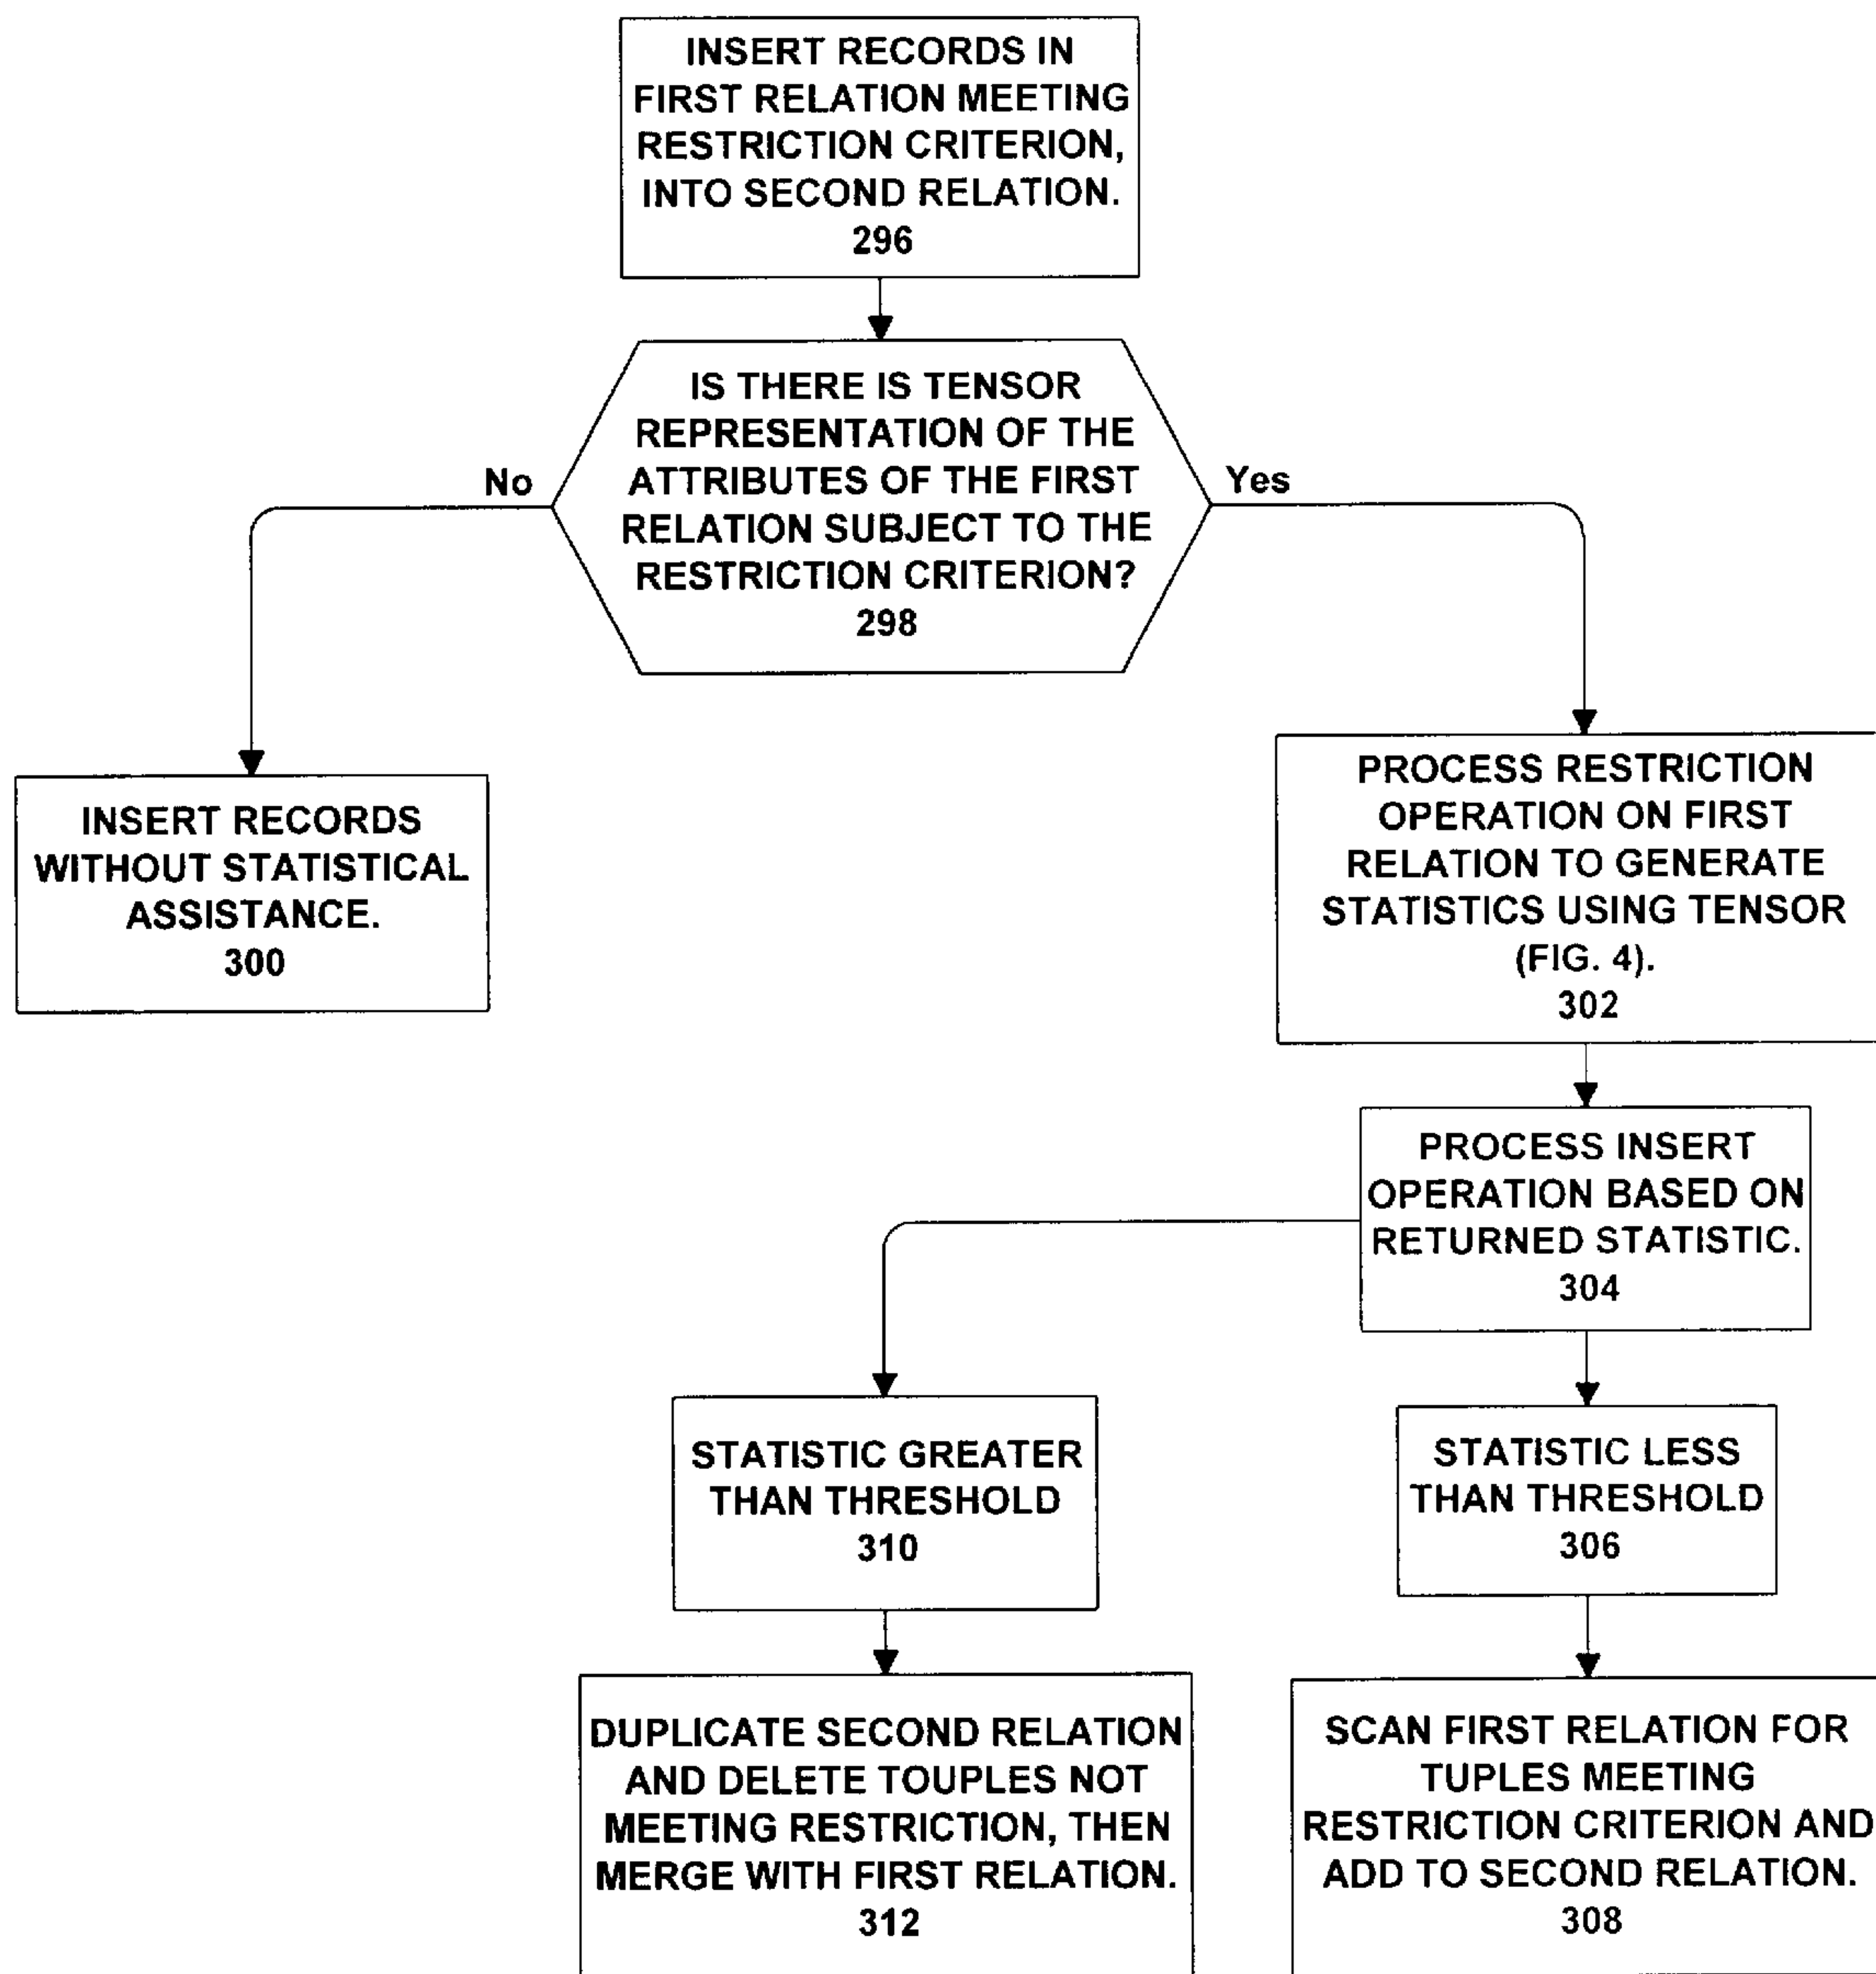 INSERT RECORDS IN
FIRST RELATION MEETING
RESTRICTION CRITERION,
INTO SECOND RELATION.
296
IS THERE IS TENSOR
REPRESENTATION OF THE
ATTRIBUTES OF THE FIRST
RELATION SUBJECT TO THE
RESTRICTION CRITERION?
298
No
Yes
INSERT RECORDS
WITHOUT STATISTICAL
ASSISTANCE.
300
PROCESS RESTRICTION
OPERATION ON FIRST
RELATION TO GENERATE
STATISTICS USING TENSOR
(FIG. 4).
302
PROCESS INSERT
OPERATION BASED ON
RETURNED STATISTIC.
304
STATISTIC GREATER
THAN THRESHOLD
310
STATISTIC LESS
THAN THRESHOLD
306
DUPLICATE SECOND RELATION
AND DELETE TOUPLES NOT
MEETING RESTRICTION, THEN
MERGE WITH FIRST RELATION.
312
SCAN FIRST RELATION FOR
TUPLES MEETING
RESTRICTION CRITERION AND
ADD TO SECOND RELATION.
308